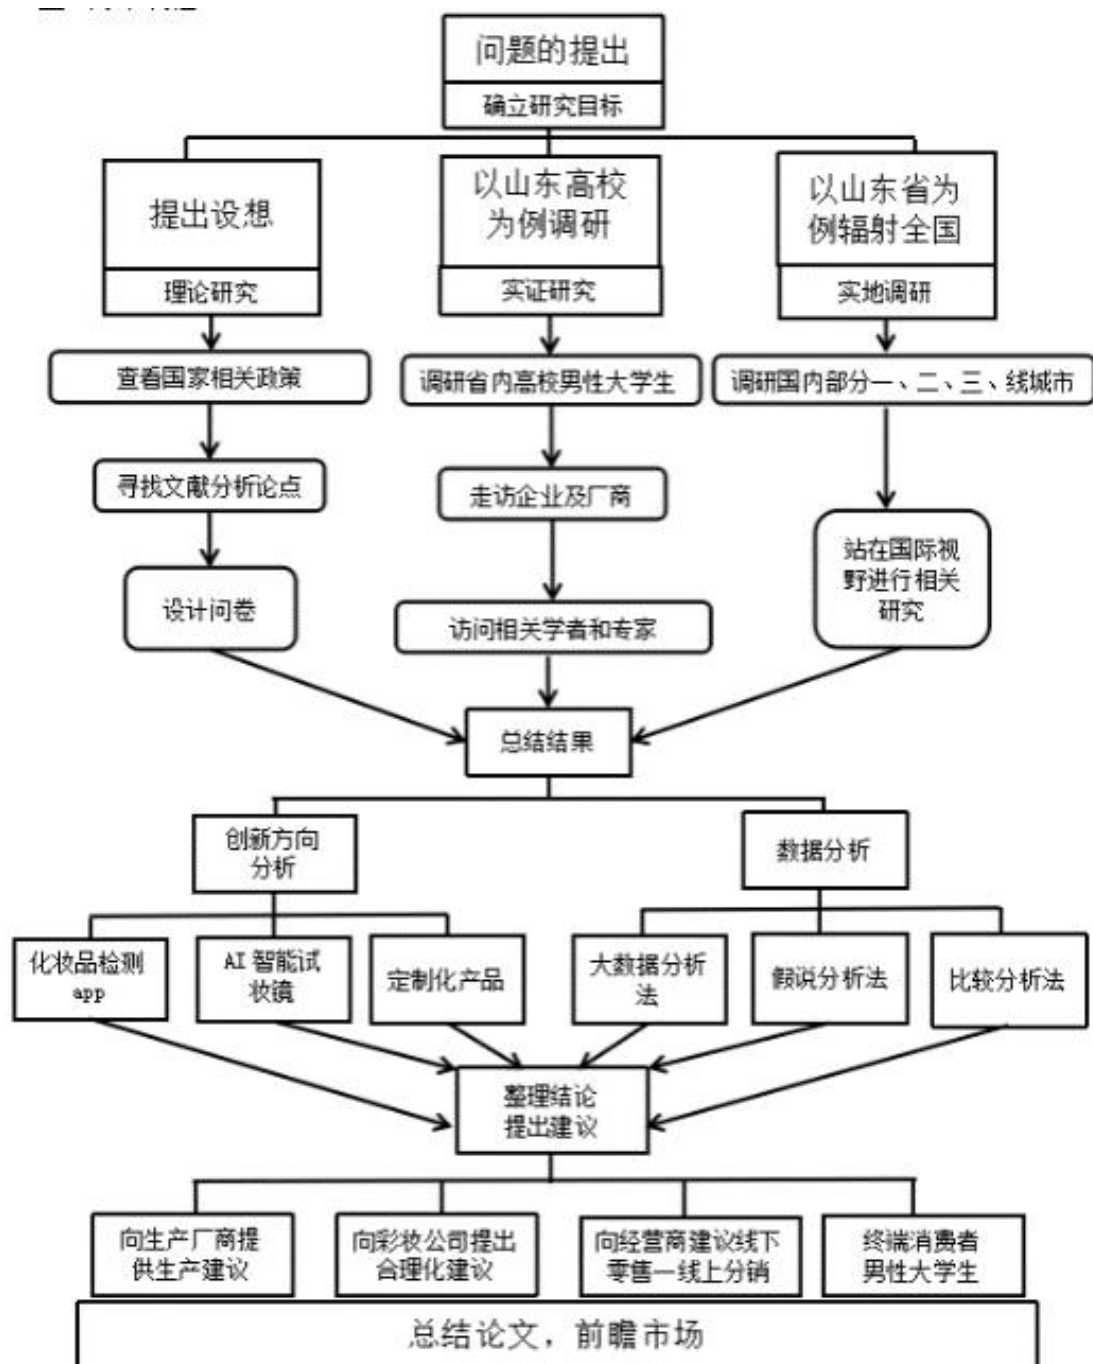 问题的提出
确立研究目标
提出设想
理论研究
以山东高校
为例调研
实证研究
以山东省为
例辐射全国
实地调研
查看国家相关政策
调研省内高校男性大学生
调研国内部分一、二、三、线城市
寻找文献分析论点
走访企业及厂商
站在国际视
野进行相关
研究
设计问卷
访问相关学者和专家
总结结果
创新方向
分析
数据分析
化妆品检测
app
AI 智能试
妆镜
定制化产品
大数据分析
法
假说分析法
比较分析法
整理结论
提出建议
向生产厂商提
供生产建议
向彩妆公司提出
合理化建议
向经营商建议线下
零售一线上分销
终端消费者
男性大学生
总结论文，前瞻市场